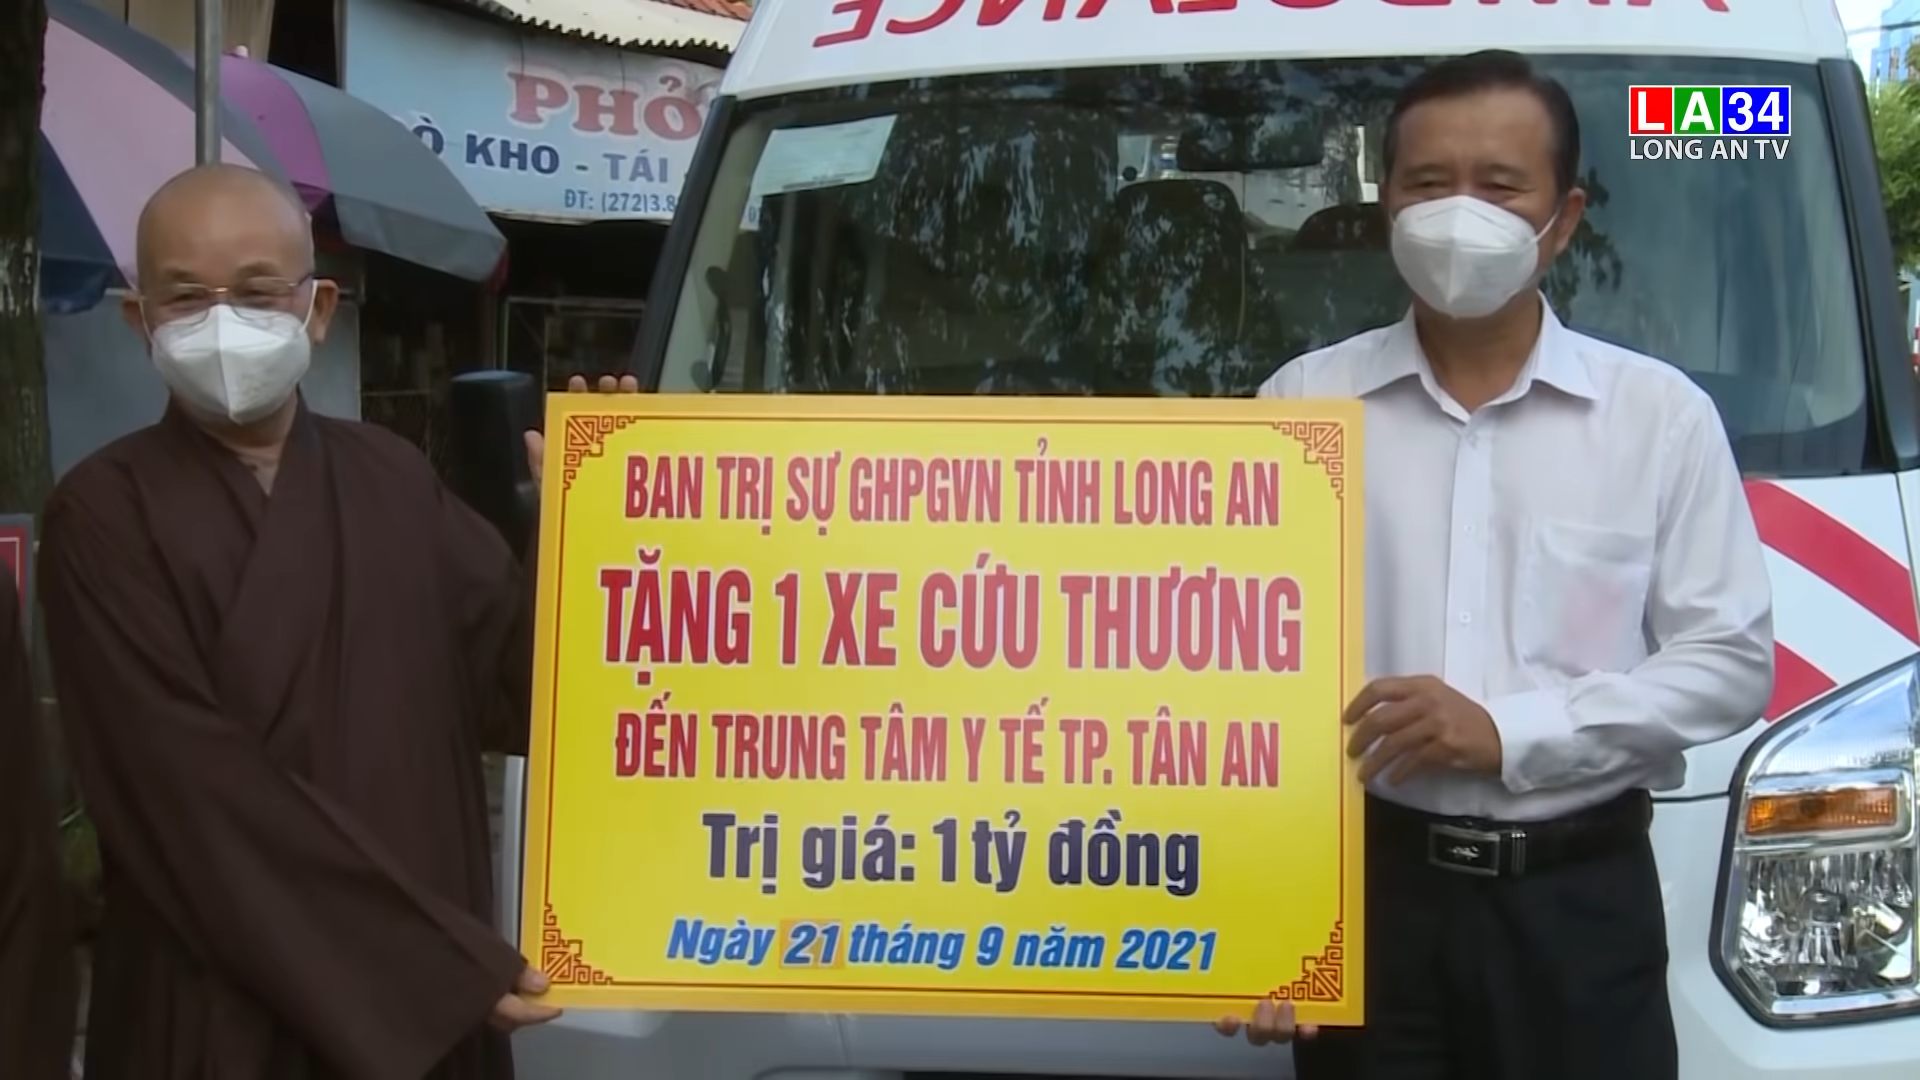 PHỞ
KHO - TÁI
ĐT: (272)3.8
LA34
LONG AN TV
BAN TRỊ SỰ GHPGVN TỈNH LONG AN
TẶNG 1 XE CỨU THƯƠNG
ĐẾN TRUNG TÂM Y TẾ TP. TÂN AN
Trị giá: 1 tỷ đồng
Ngày 21 tháng 9 năm 2021